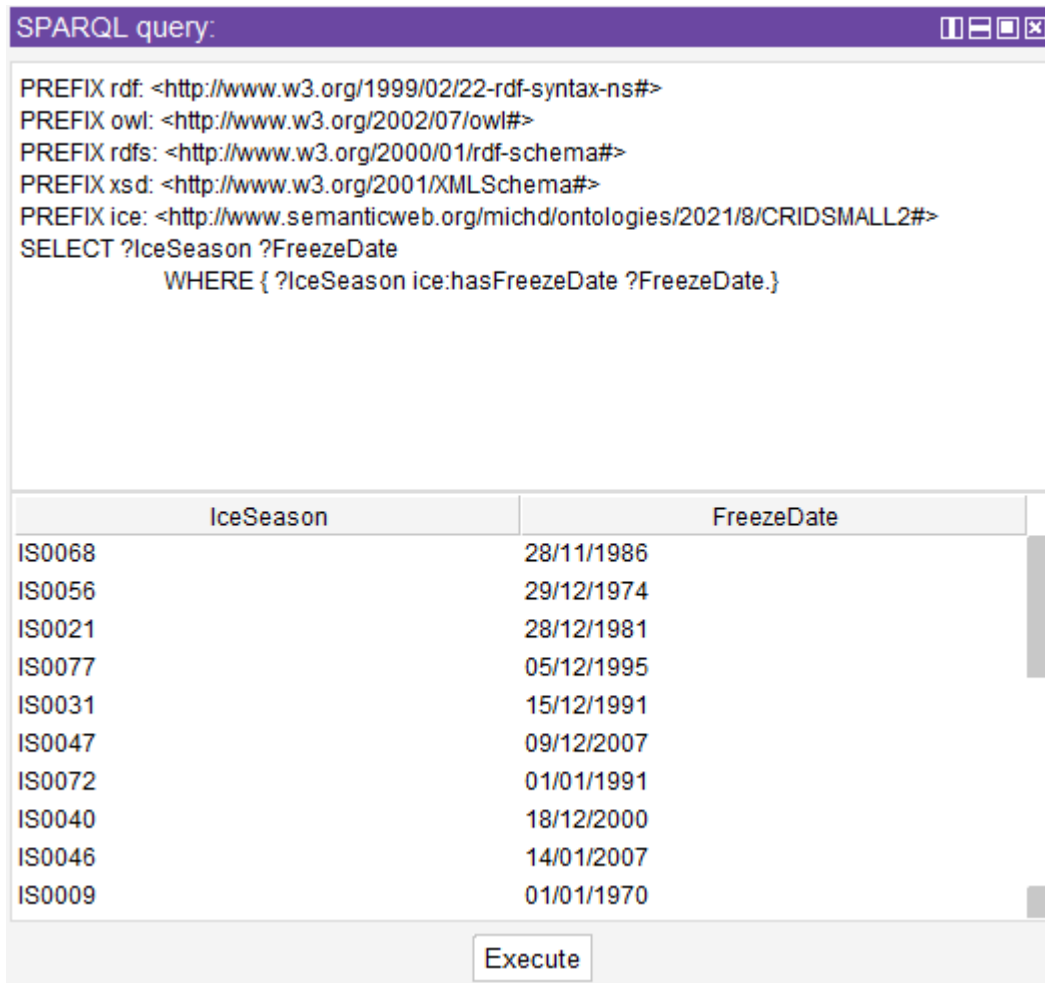 SPARQL query:
PREFIX rdf: <http://www.w3.org/1999/02/22-rdf-syntax-ns#>
PREFIX owl: <http://www.w3.org/2002/07/owl#>
PREFIX rdfs: <http://www.w3.org/2000/01/rdf-schema#>
PREFIX xsd: <http://www.w3.org/2001/XMLSchema#>
PREFIX ice: <http://www.semanticweb.org/michd/ontologies/2021/8/CRIDSMALL2#>
SELECT ?IceSeason ?FreezeDate
WHERE { ?IceSeason ice:hasFreezeDate ?FreezeDate.}
IceSeason FreezeDate
IS0068 28/11/1986
IS0056 29/12/1974
IS0021 28/12/1981
IS0077 05/12/1995
IS0031 15/12/1991
IS0047 09/12/2007
IS0072 01/01/1991
IS0040 18/12/2000
IS0046 14/01/2007
IS0009 01/01/1970
Execute